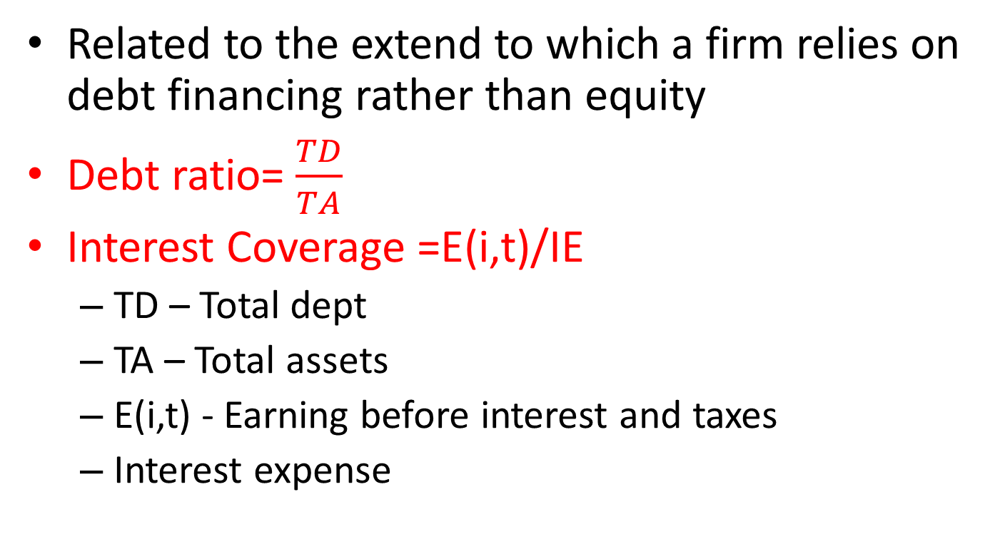 • Related to the extend to which a firm relies on
debt financing rather than equity
• Debt ratio= TD/TA
• Interest Coverage =E(i,t)/IE
– TD – Total dept
– TA – Total assets
– E(i,t) - Earning before interest and taxes
– Interest expense